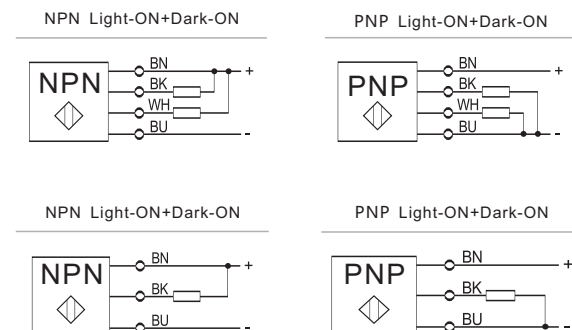 NPN Light-ON+Dark-ON
PNP Light-ON+Dark-ON
NPN
BN
+
BK
WH
BU
-
PNP
BN
+
BK
WH
BU
-
NPN Light-ON+Dark-ON
PNP Light-ON+Dark-ON
NPN
BN
+
BK
BU
-
PNP
BN
+
BK
BU
-